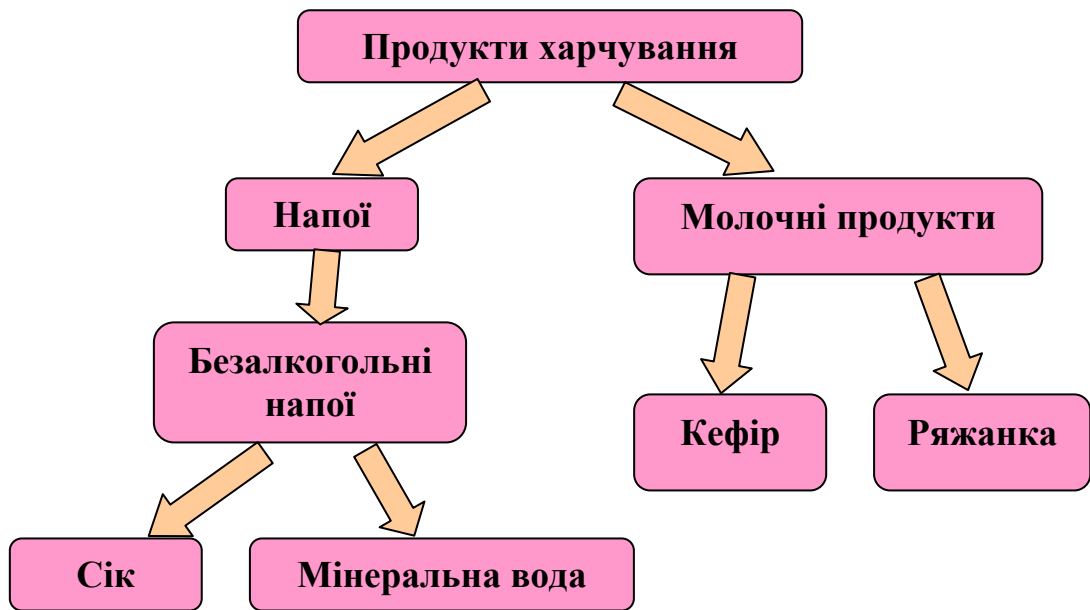 Продукти харчування
Напої
Молочні продукти
Безалкогольні
напої
Кефір
Ряжанка
Сік
Мінеральна вода